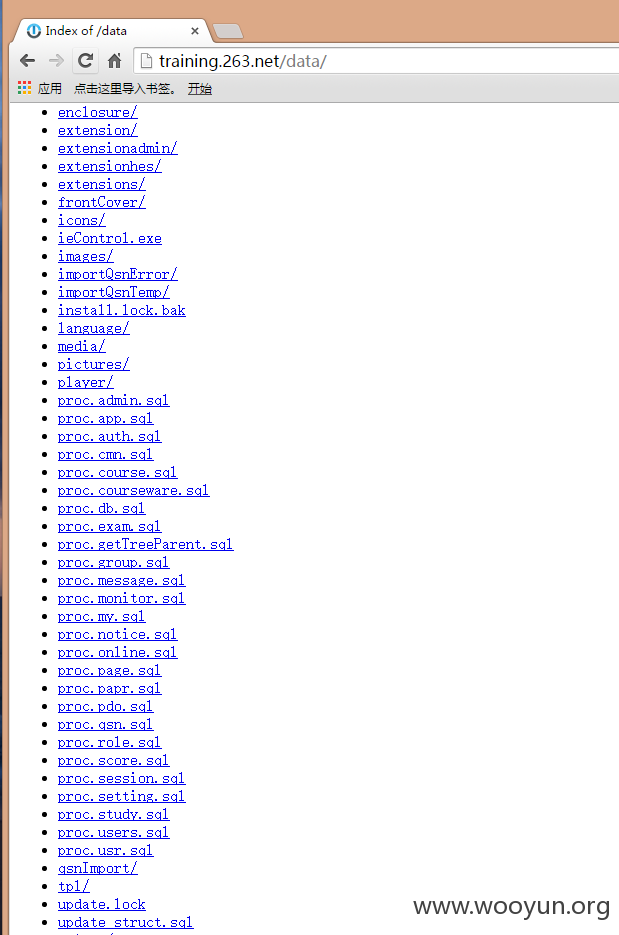 Index of /data
training.263.net/data/
应用 点击这里导入书签。 开始
enclosure/
extension/
extensionadmin/
extensionhes/
extensions/
frontCover/
icons/
ieControl.exe
images/
importQsnError/
importQsnTemp/
install.lock.bak
language/
media/
pictures/
player/
proc.admin.sql
proc.app.sql
proc.auth.sql
proc.cmn.sql
proc.course.sql
proc.courseware.sql
proc.db.sql
proc.exam.sql
proc.getTreeParent.sql
proc.group.sql
proc.message.sql
proc.monitor.sql
proc.my.sql
proc.notice.sql
proc.online.sql
proc.page.sql
proc.papr.sql
proc.pdo.sql
proc.qsn.sql
proc.role.sql
proc.score.sql
proc.session.sql
proc.setting.sql
proc.study.sql
proc.users.sql
proc.usr.sql
qsnImport/
tpl/
update.lock
update_struct.sql
www.wooyun.org